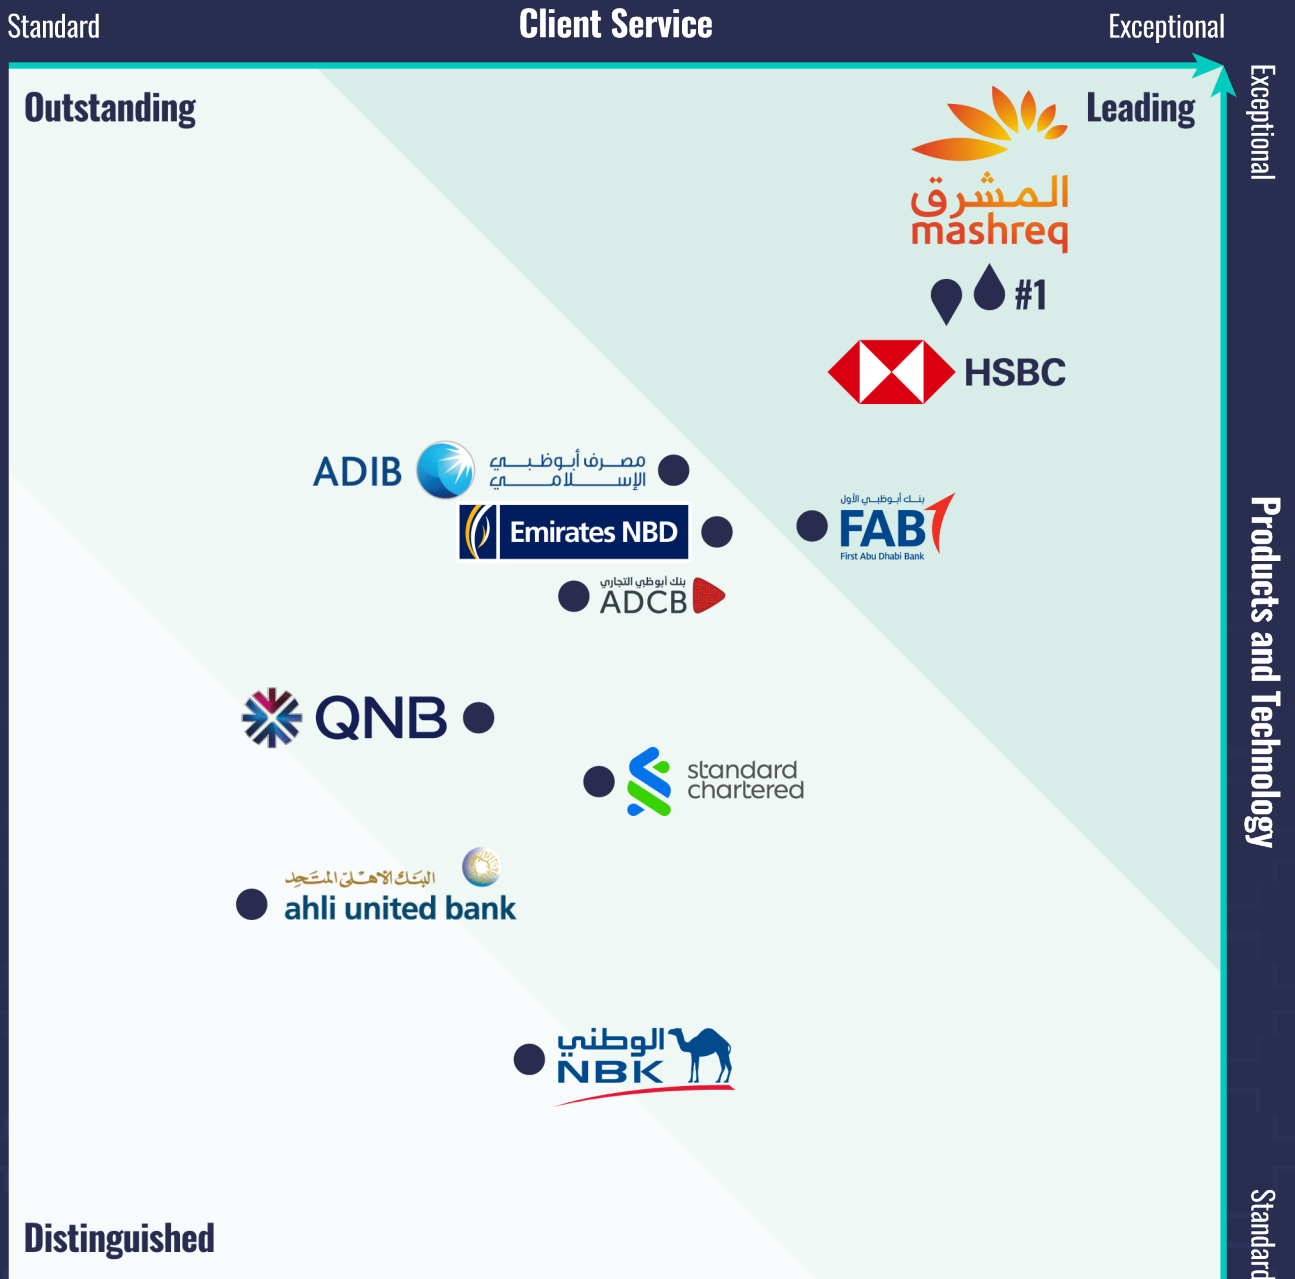 Standard
Client Service
Exceptional
Exceptional
Outstanding
Leading
المشرق
mashreq
#1
HSBC
ADIB
مصرف أبوظبي
الإسلامي
Emirates NBD
بنك أبوظبي الأول
FAB
First Abu Dhabi Bank
بنك أبوظبي التجاري
ADCB
Products and Technology
QNB
standard
chartered
البنك الأهلي المتحد
ahli united bank
الوطني
NBK
Distinguished
Standard